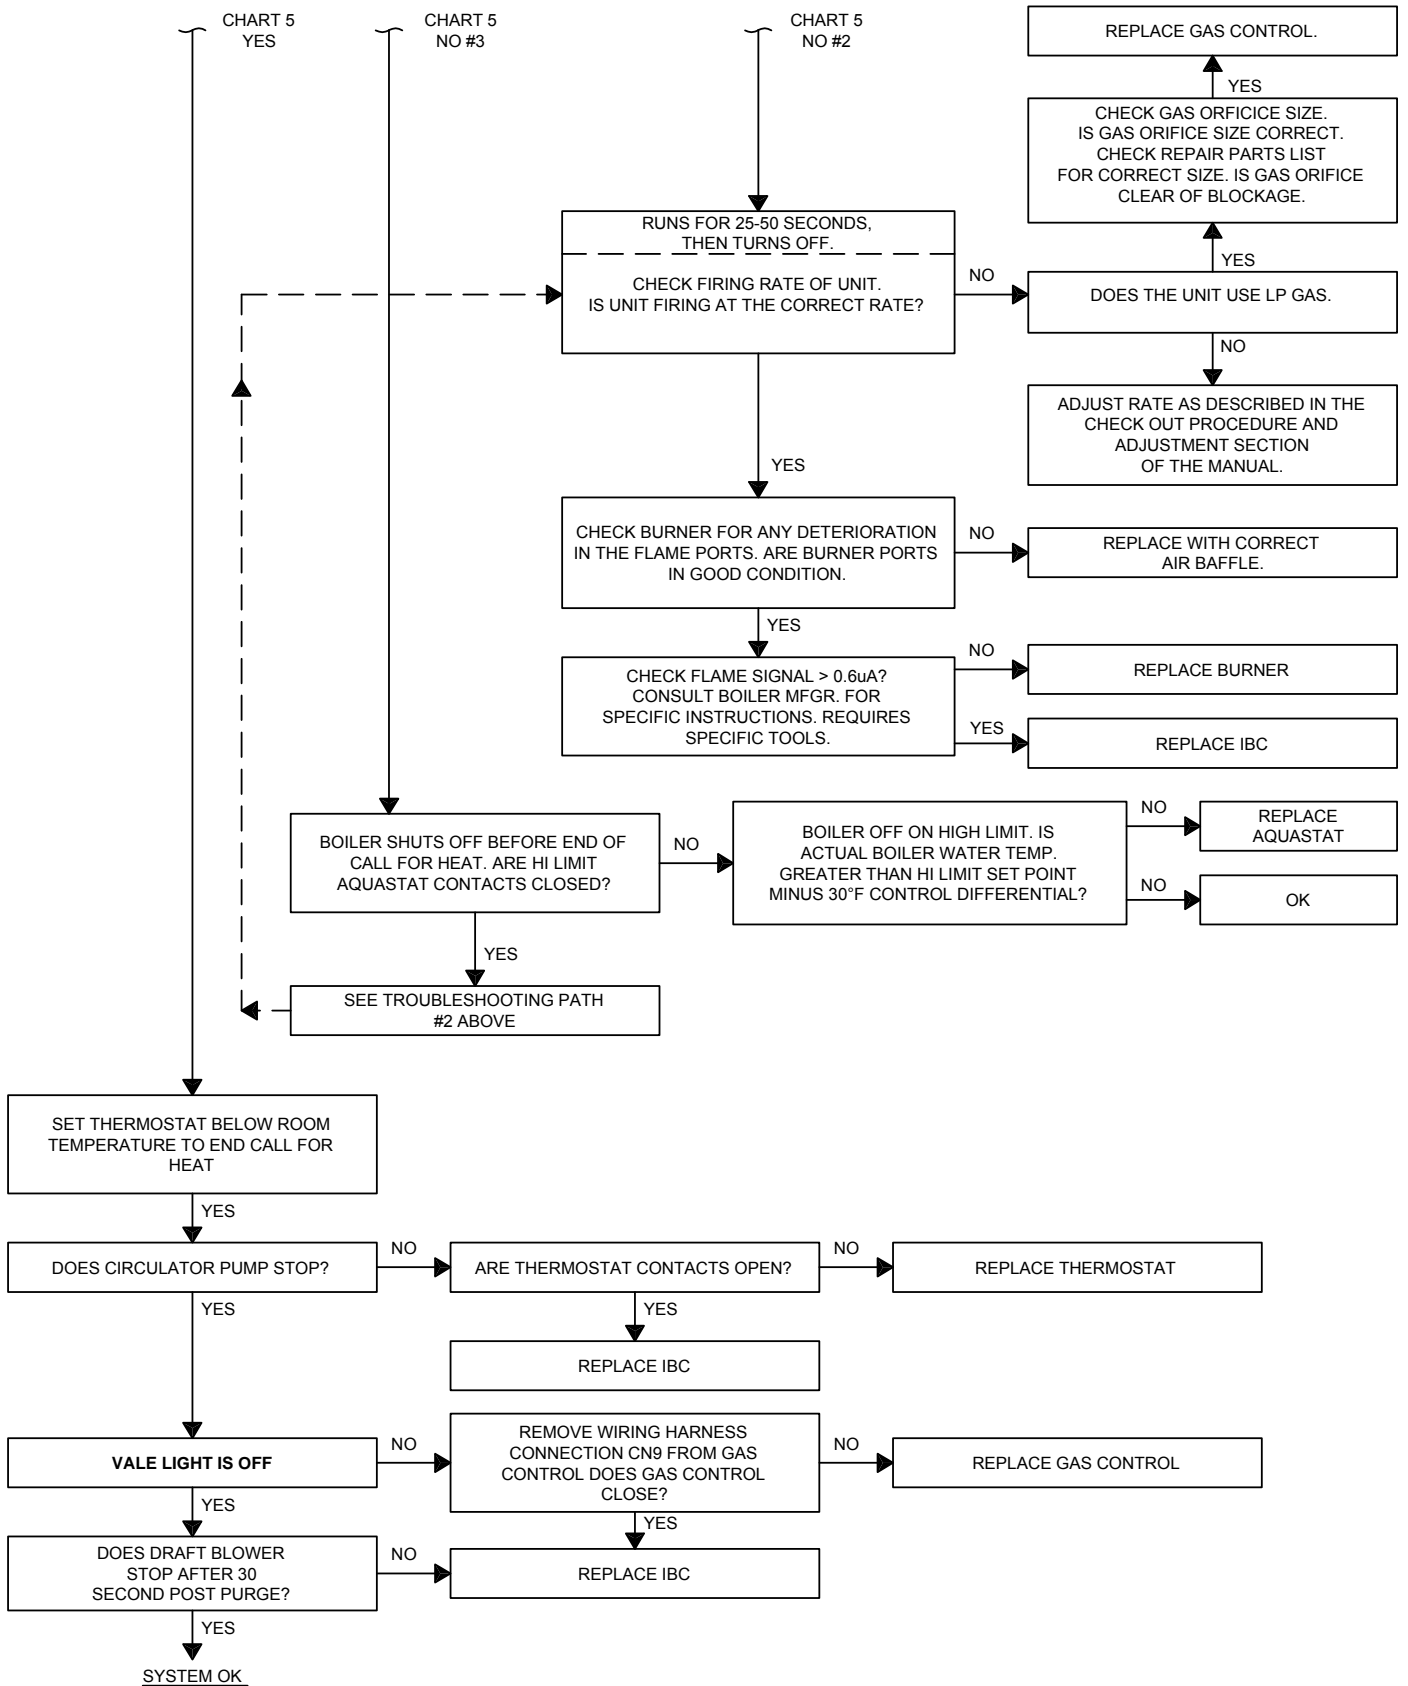 CHART 5
YES
CHART 5
NO #3
CHART 5
NO #2
REPLACE GAS CONTROL.
YES
CHECK GAS ORFICICE SIZE.
IS GAS ORIFICE SIZE CORRECT.
CHECK REPAIR PARTS LIST
FOR CORRECT SIZE. IS GAS ORIFICE
CLEAR OF BLOCKAGE.
YES
RUNS FOR 25-50 SECONDS,
THEN TURNS OFF.
CHECK FIRING RATE OF UNIT.
IS UNIT FIRING AT THE CORRECT RATE?
NO
DOES THE UNIT USE LP GAS.
NO
ADJUST RATE AS DESCRIBED IN THE
CHECK OUT PROCEDURE AND
ADJUSTMENT SECTION
OF THE MANUAL.
YES
CHECK BURNER FOR ANY DETERIORATION
IN THE FLAME PORTS. ARE BURNER PORTS
IN GOOD CONDITION.
NO
REPLACE WITH CORRECT
AIR BAFFLE.
YES
CHECK FLAME SIGNAL > 0.6uA?
CONSULT BOILER MFGR. FOR
SPECIFIC INSTRUCTIONS. REQUIRES
SPECIFIC TOOLS.
NO
REPLACE BURNER
YES
REPLACE IBC
BOILER SHUTS OFF BEFORE END OF
CALL FOR HEAT. ARE HI LIMIT
AQUASTAT CONTACTS CLOSED?
NO
BOILER OFF ON HIGH LIMIT. IS
ACTUAL BOILER WATER TEMP.
GREATER THAN HI LIMIT SET POINT
MINUS 30°F CONTROL DIFFERENTIAL?
NO
REPLACE
AQUASTAT
NO
OK
YES
SEE TROUBLESHOOTING PATH
#2 ABOVE
SET THERMOSTAT BELOW ROOM
TEMPERATURE TO END CALL FOR
HEAT
YES
DOES CIRCULATOR PUMP STOP?
NO
ARE THERMOSTAT CONTACTS OPEN?
NO
REPLACE THERMOSTAT
YES
YES
REPLACE IBC
VALE LIGHT IS OFF
NO
REMOVE WIRING HARNESS
CONNECTION CN9 FROM GAS
CONTROL DOES GAS CONTROL
CLOSE?
NO
REPLACE GAS CONTROL
YES
YES
DOES DRAFT BLOWER
STOP AFTER 30
SECOND POST PURGE?
NO
REPLACE IBC
YES
SYSTEM OK